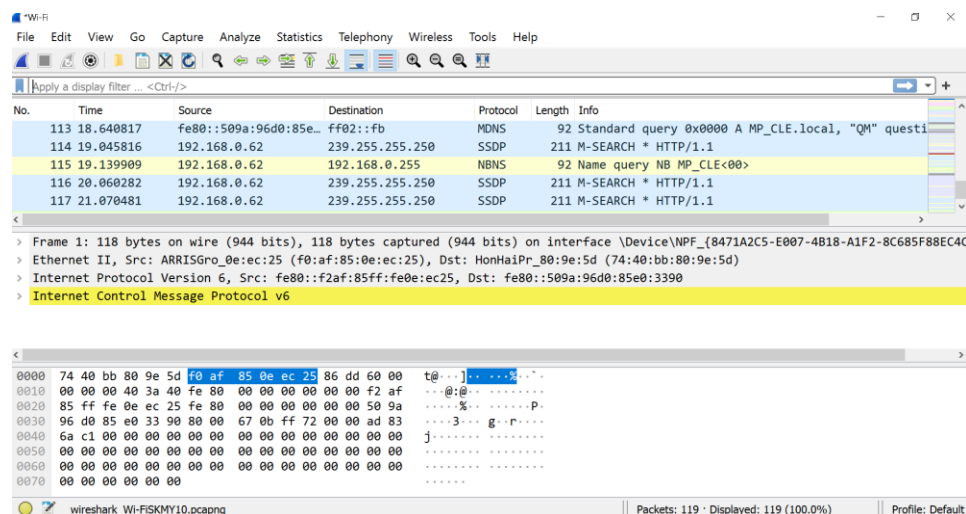 *Wi-Fi
File Edit View Go Capture Analyze Statistics Telephony Wireless Tools Help
Apply a display filter ... <Ctrl-/>
No. Time Source Destination Protocol Length Info
113 18.640817 fe80::509a:96d0:85e… ff02::fb MDNS 92 Standard query 0x0000 A MP_CLE.local, "QM" questi
114 19.045816 192.168.0.62 239.255.255.250 SSDP 211 M-SEARCH * HTTP/1.1
115 19.139909 192.168.0.62 192.168.0.255 NBNS 92 Name query NB MP_CLE<00>
116 20.060282 192.168.0.62 239.255.255.250 SSDP 211 M-SEARCH * HTTP/1.1
117 21.070481 192.168.0.62 239.255.255.250 SSDP 211 M-SEARCH * HTTP/1.1
> Frame 1: 118 bytes on wire (944 bits), 118 bytes captured (944 bits) on interface \Device\NPF_{8471A2C5-E007-4B18-A1F2-8C685F88EC4C
> Ethernet II, Src: ARRISGro_0e:ec:25 (f0:af:85:0e:ec:25), Dst: HonHaiPr_80:9e:5d (74:40:bb:80:9e:5d)
> Internet Protocol Version 6, Src: fe80::f2af:85ff:fe0e:ec25, Dst: fe80::509a:96d0:85e0:3390
> Internet Control Message Protocol v6
0000 74 40 bb 80 9e 5d f0 af 85 0e ec 25 86 dd 60 00 t@···]·· ···%··`·
0010 00 00 00 40 3a 40 fe 80 00 00 00 00 00 00 f2 af ···@:@·· ········
0020 85 ff fe 0e ec 25 fe 80 00 00 00 00 00 00 50 9a ·····%·· ······P·
0030 96 d0 85 e0 33 90 80 00 67 0b ff 72 00 00 ad 83 ····3··· g··r····
0040 6a c1 00 00 00 00 00 00 00 00 00 00 00 00 00 00 j······· ········
0050 00 00 00 00 00 00 00 00 00 00 00 00 00 00 00 00 ········ ········
0060 00 00 00 00 00 00 00 00 00 00 00 00 00 00 00 00 ········ ········
0070 00 00 00 00 00 00 ······
wireshark_Wi-FiSKMY10.pcapng Packets: 119 · Displayed: 119 (100.0%) Profile: Default